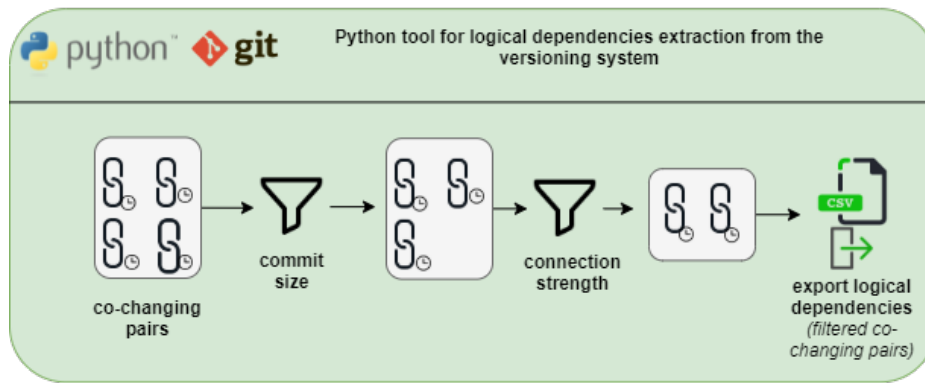 python™
git
Python tool for logical dependencies extraction from the
versioning system
co-changing
pairs
commit
size
connection
strength
CSV
export logical
dependencies
(filtered co-
changing pairs)